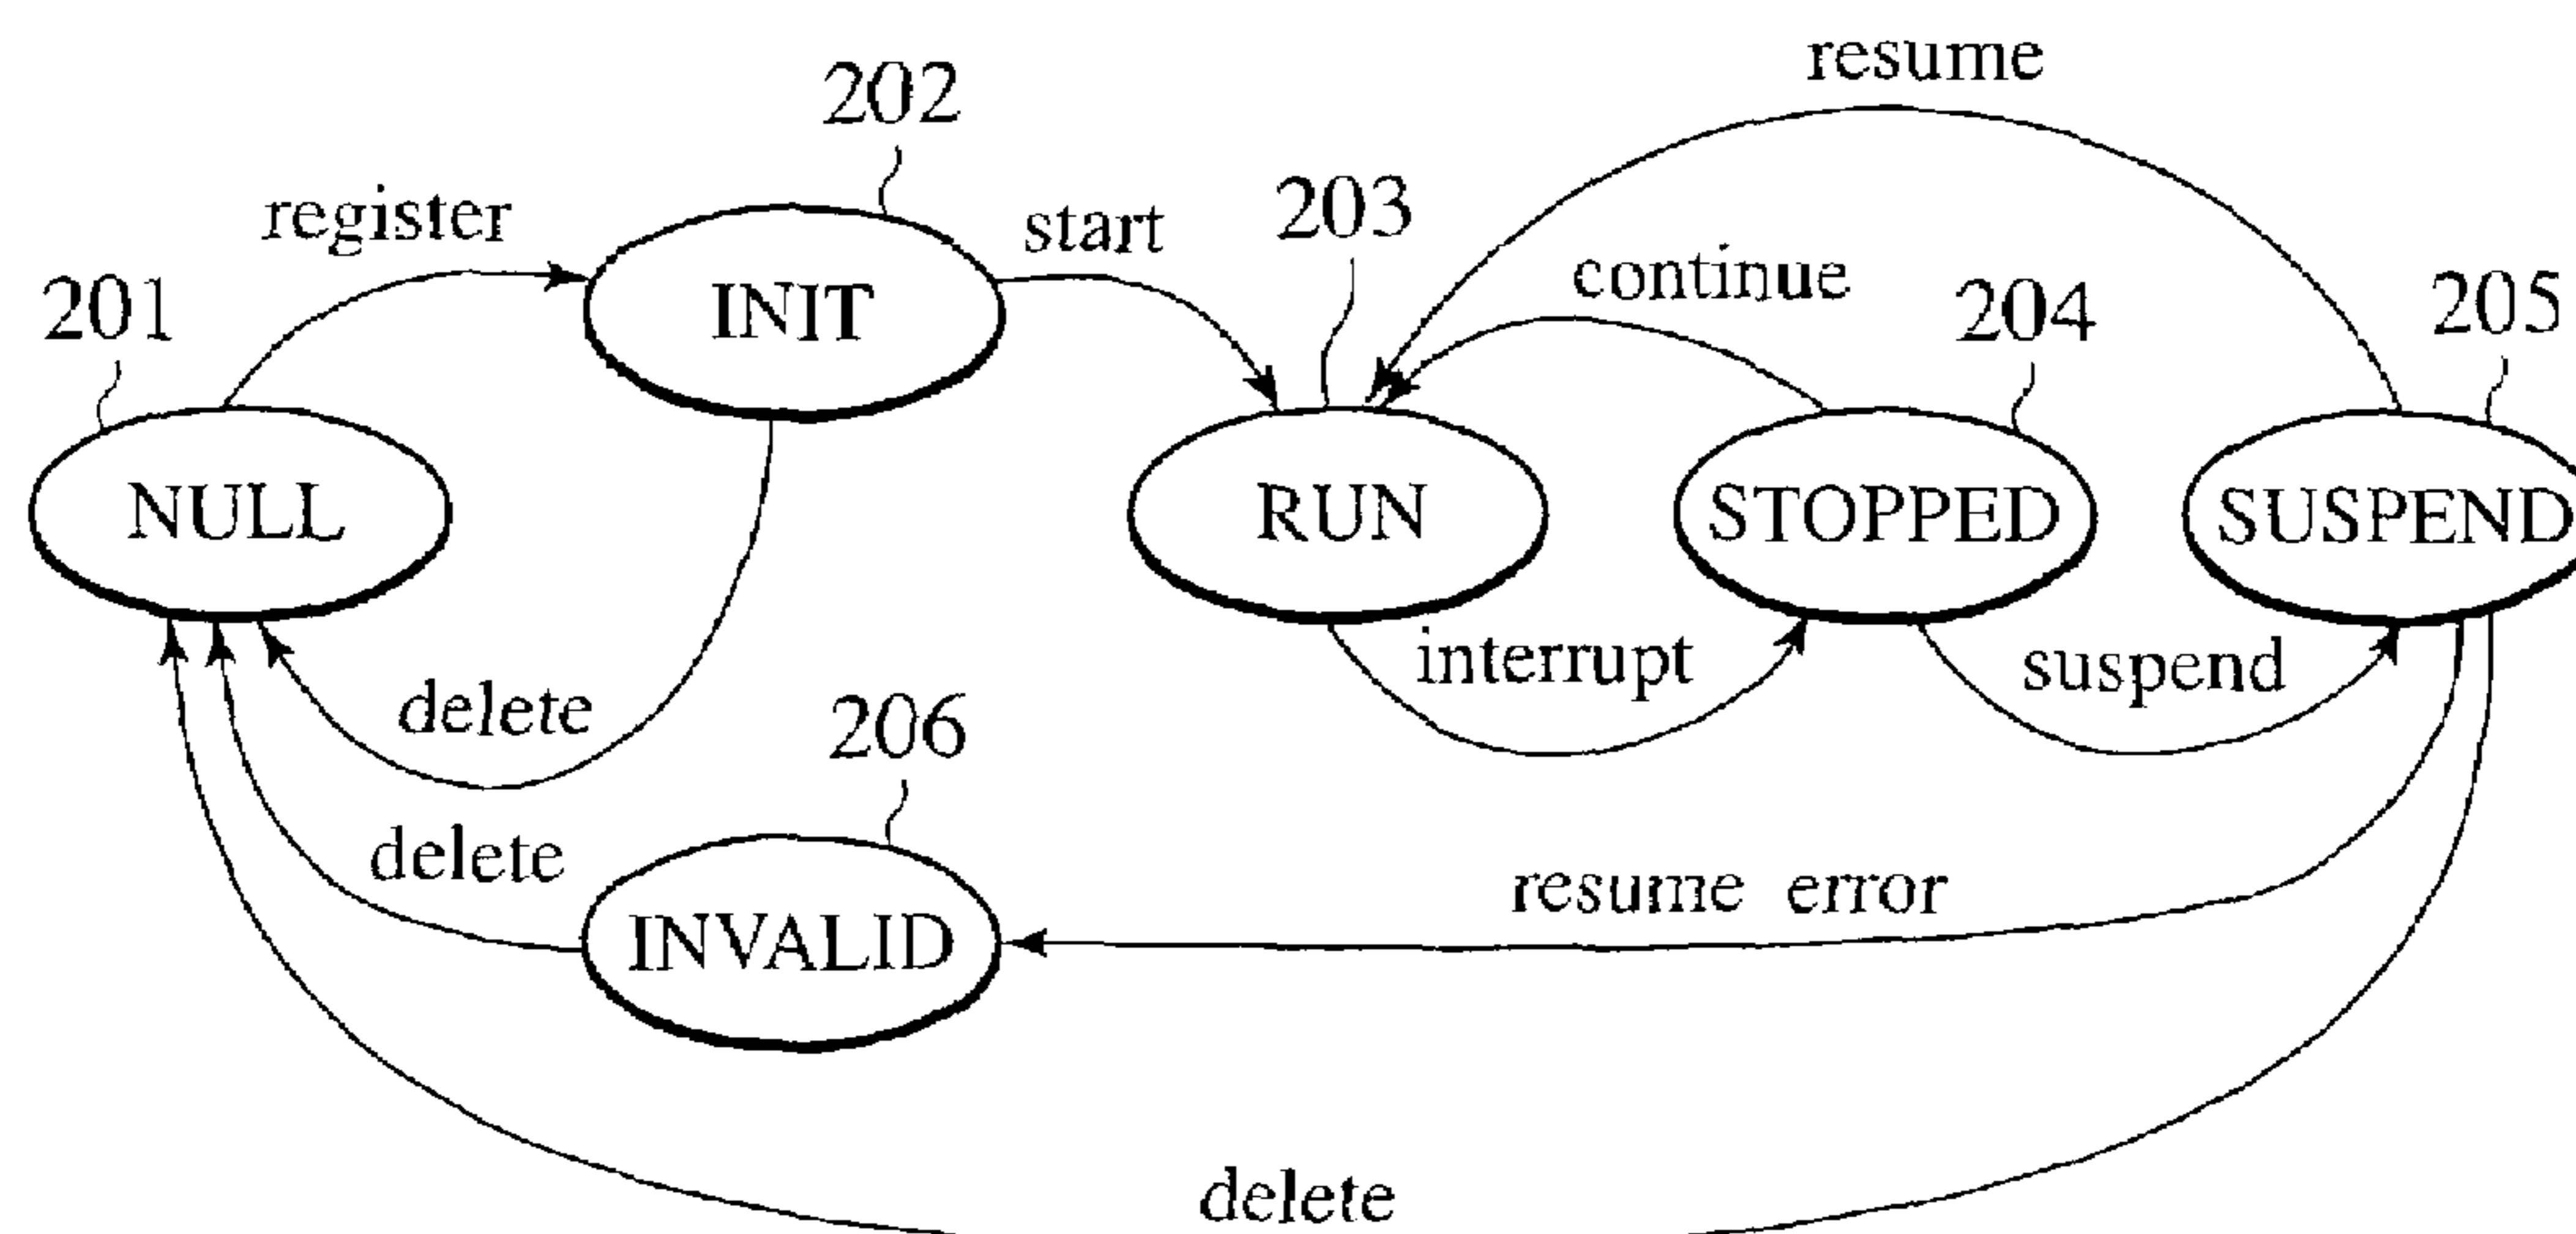 resume
202
203
register
start
continue
201
204
205
INIT
NULL
RUN
STOPPED
SUSPEND
interrupt
suspend
delete
206
delete
resume error
INVALID
delete